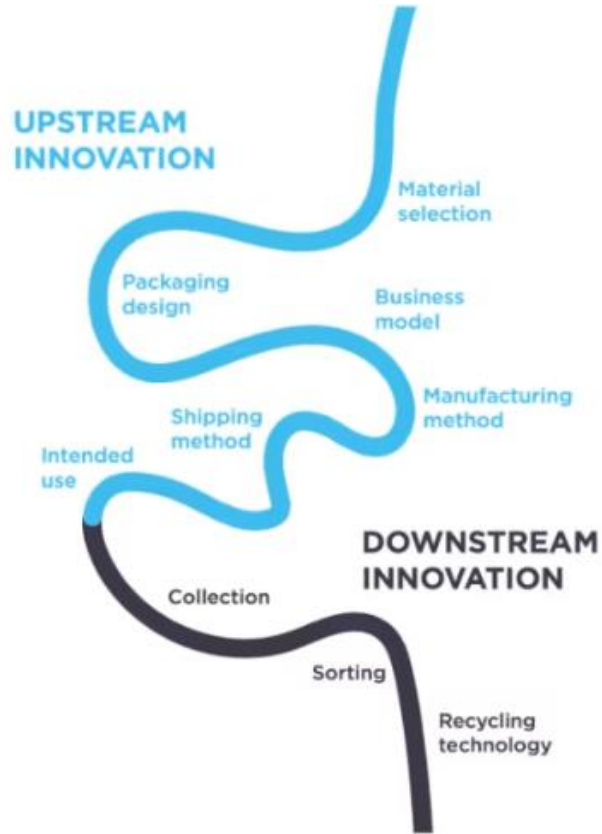 UPSTREAM
INNOVATION
Material
selection
Packaging
design
Business
model
Manufacturing
method
Shipping
method
Intended
use
DOWNSTREAM
INNOVATION
Collection
Sorting
Recycling
technology